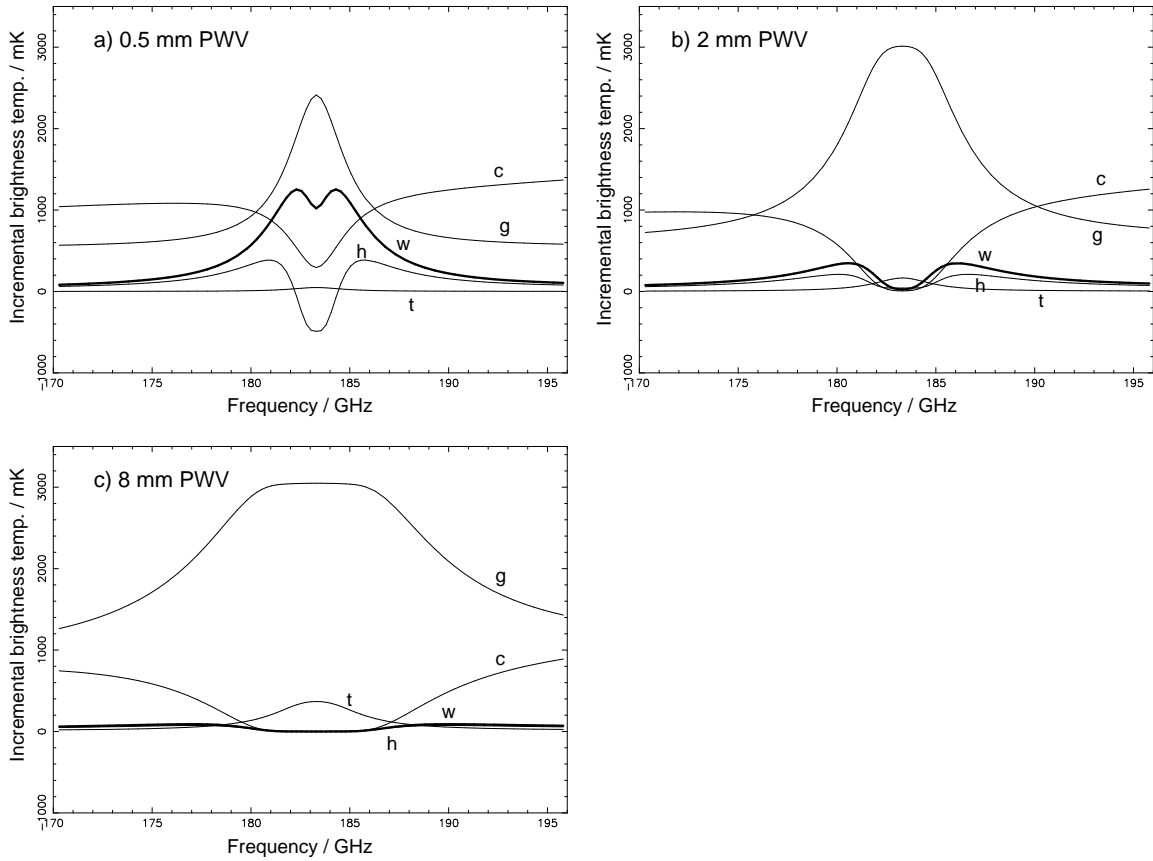 a) 0.5 mm PWV
Incremental brightness temp. / mK
3000
2000
1000
0
−1000
c
g
w
h
t
170 175 180 185 190 195
Frequency / GHz
b) 2 mm PWV
Incremental brightness temp. / mK
3000
2000
1000
0
−1000
c
g
w
h
t
170 175 180 185 190 195
Frequency / GHz
c) 8 mm PWV
Incremental brightness temp. / mK
3000
2000
1000
0
−1000
g
c
t
w
h
170 175 180 185 190 195
Frequency / GHz